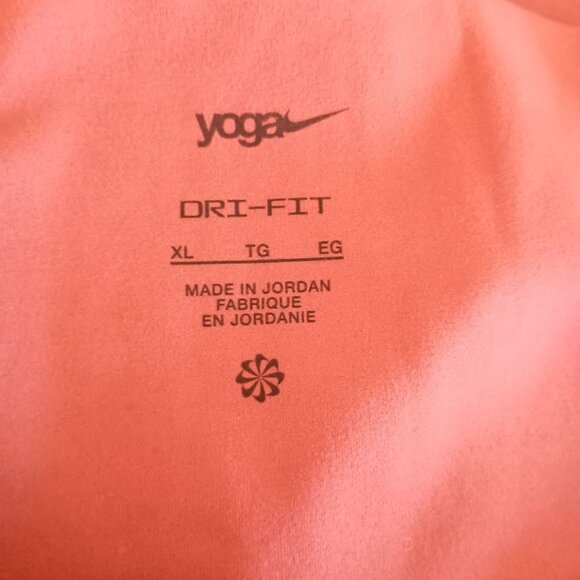 yoga
DRI-FIT
XL TG EG
MADE IN JORDAN
FABRIQUE
EN JORDANIE